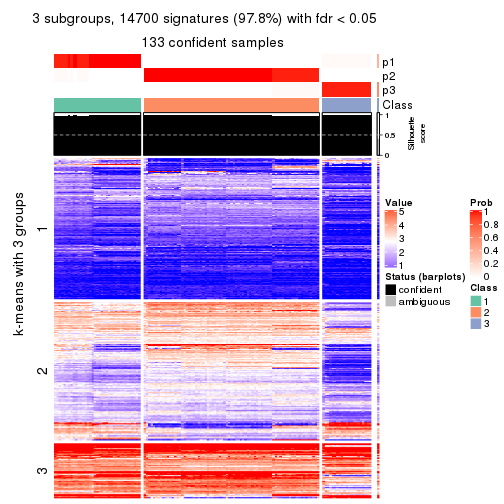 3 subgroups, 14700 signatures (97.8%) with fdr < 0.05
133 confident samples
p1
p2
p3
Class
1
0.5
0
Silhouette
score
k-means with 3 groups
1
2
3
Value
5
4
3
2
1
Status (barplots)
confident
ambiguous
Prob
1
0.8
0.6
0.4
0.2
0
Class
1
2
3